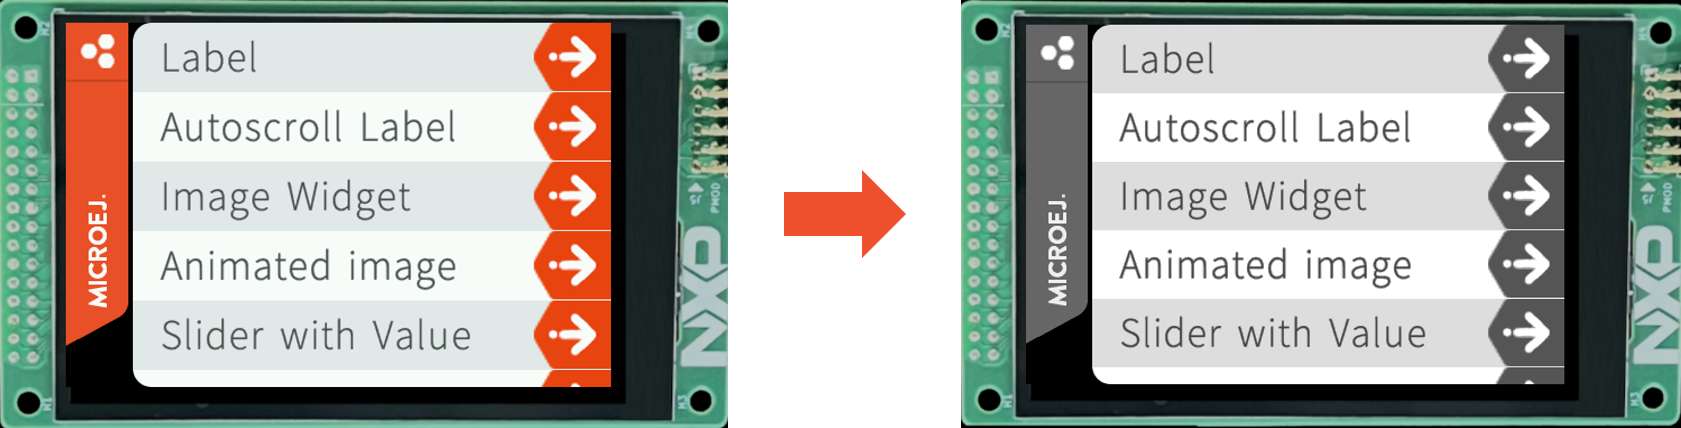 MICROEJ.
Label
Autoscroll Label
Image Widget
Animated image
Slider with Value
NXP
PMOD
MICROEJ.
Label
Autoscroll Label
Image Widget
Animated image
Slider with Value
NXP
PMOD